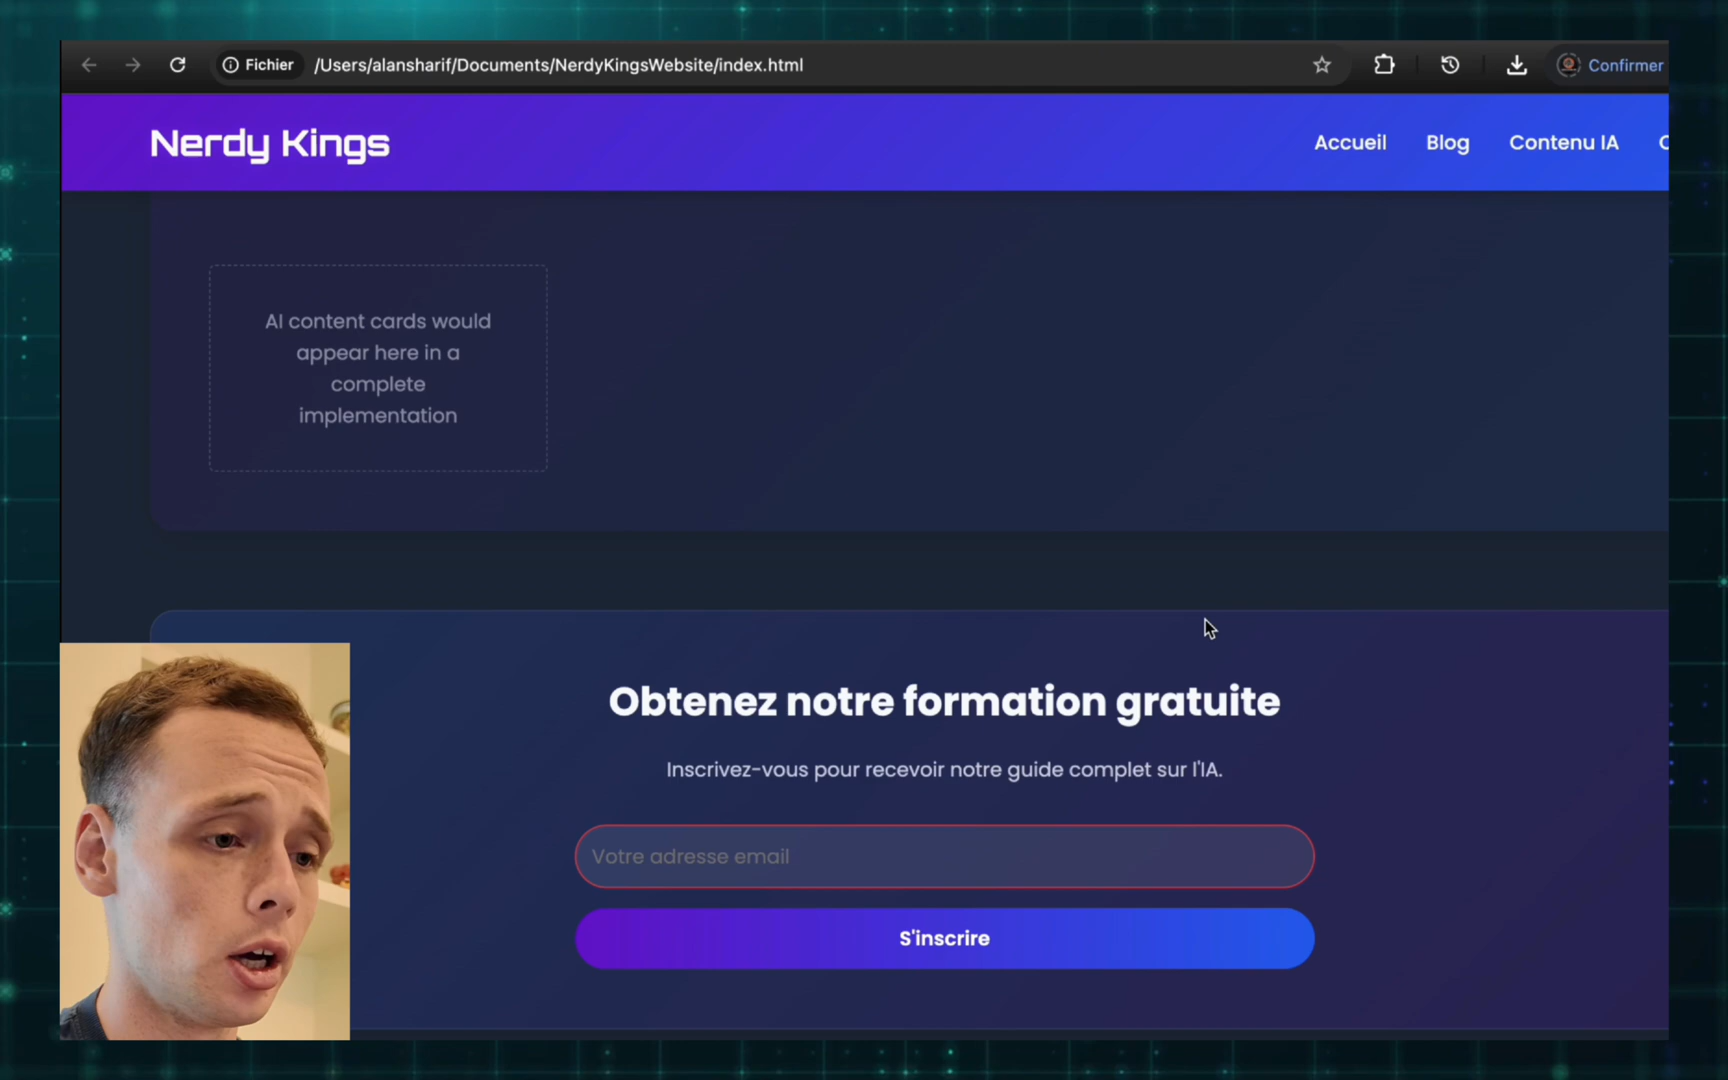 Fichier /Users/alansharif/Documents/NerdyKingsWebsite/index.html Confirmer
Nerdy Kings Accueil Blog Contenu IA
AI content cards would
appear here in a
complete
implementation
Obtenez notre formation gratuite
Inscrivez-vous pour recevoir notre guide complet sur l'IA.
Votre adresse email
S'inscrire